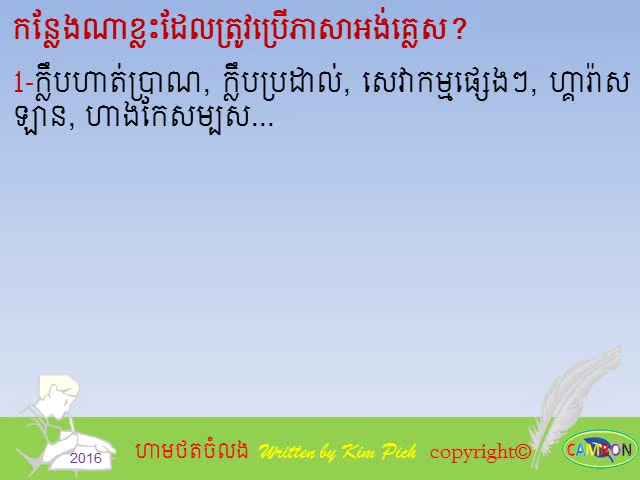 កន្លែងណាខ្លះដែលត្រូវប្រើភាសាអង់គ្លេស?
1-ក្លឹបហាត់ប្រាណ, ក្លឹបប្រដាល់, សេវាកម្មផ្សេងៗ, ហ្គារ៉ាស
ឡាន, ហាងកែសម្បស...
2016
ហាមថតចំលង Written by Kim Pich copyright©
CAMBON